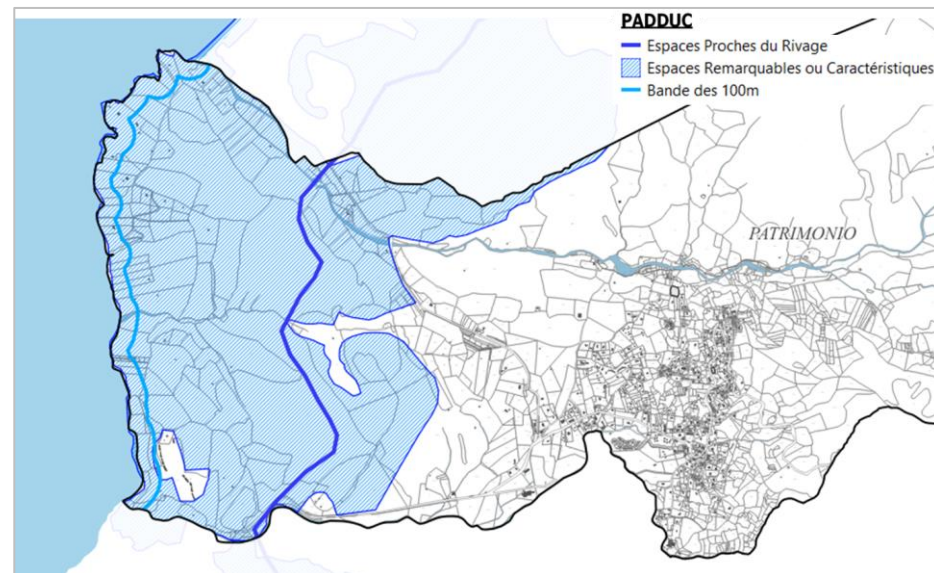 PADDUC
Espaces Proches du Rivage
Espaces Remarquables ou Caractéristiques
Bande des 100m
PATRIMONIO